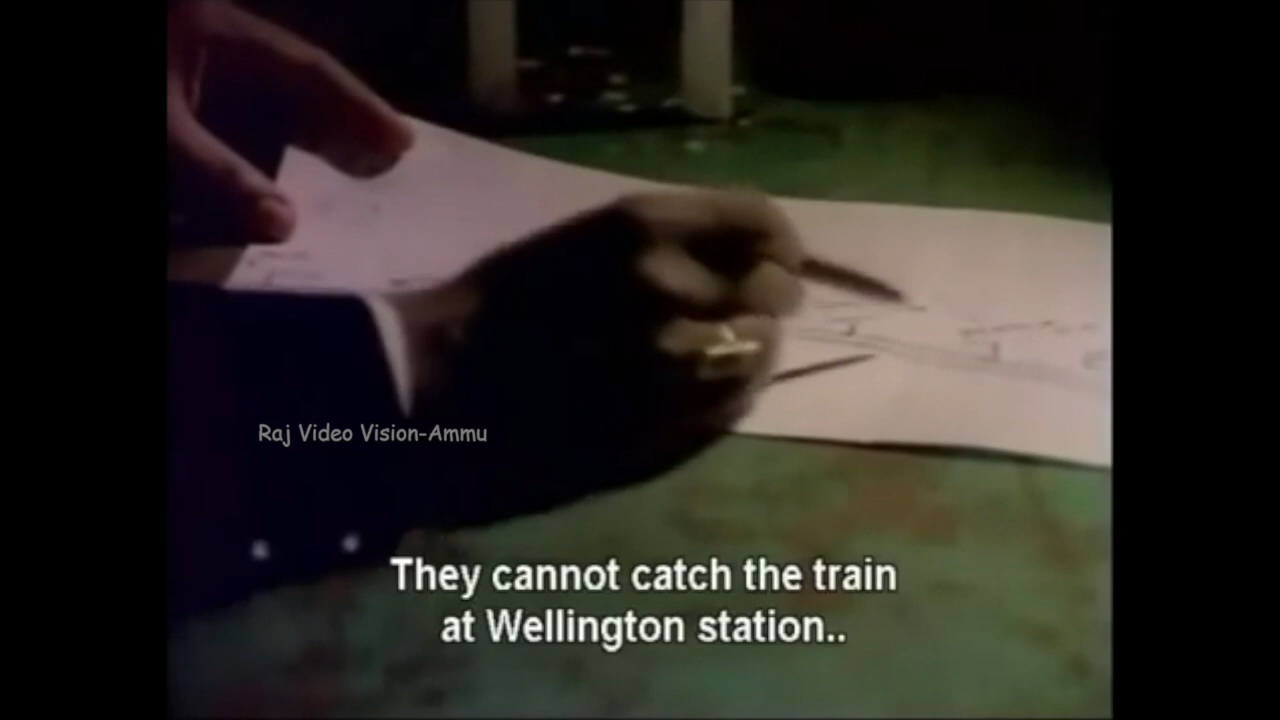 Raj Video Vision-Ammu
They cannot catch the train
at Wellington station..